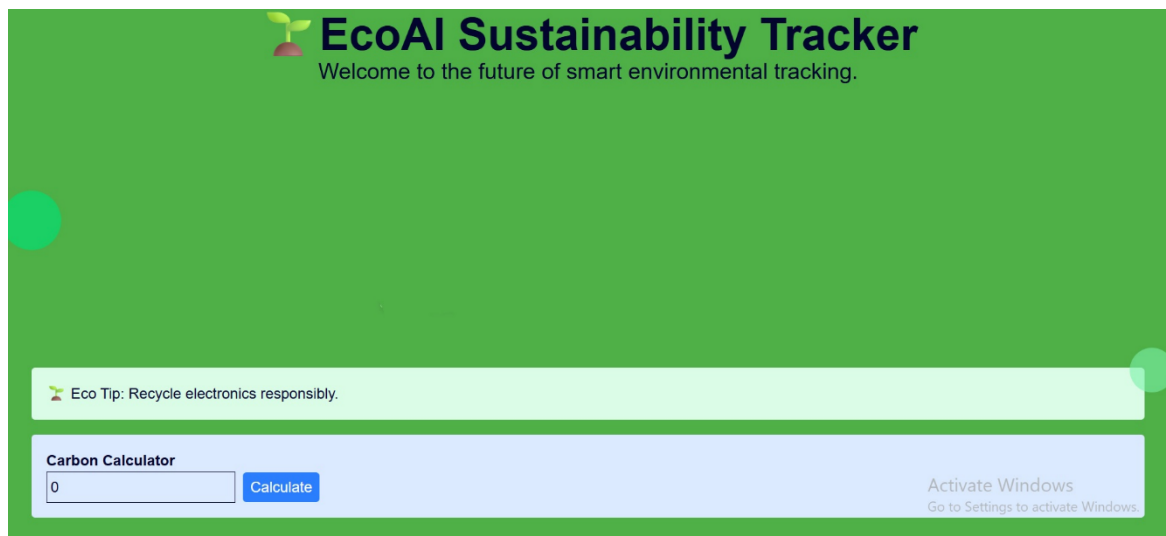 EcoAI Sustainability Tracker
Welcome to the future of smart environmental tracking.
Eco Tip: Recycle electronics responsibly.
Carbon Calculator
0
Calculate
Activate Windows
Go to Settings to activate Windows.